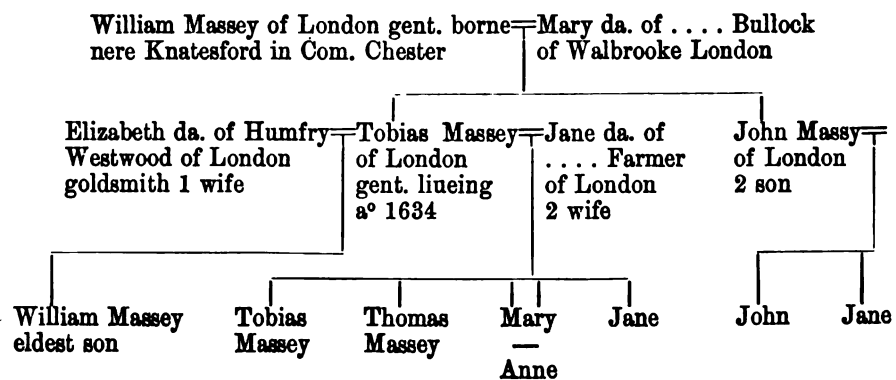 William Massey of London gent. borne
nere Knatesford in Com. Chester
Mary da. of .... Bullock
of Walbrooke London
Elizabeth da. of Humfry
Westwood of London
goldsmith 1 wife
Tobias Massey
of London
gent. liueing
aº 1634
Jane da. of
.... Farmer
of London
2 wife
John Massy
of London
2 son
William Massey
eldest son
Tobias
Massey
Thomas
Massey
Mary
—
Anne
Jane
John
Jane